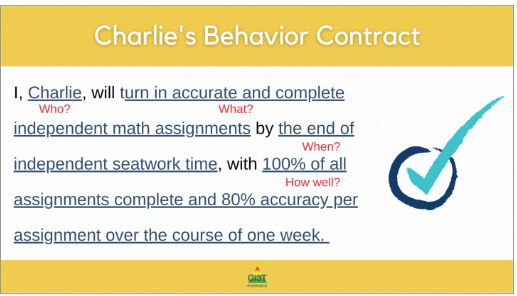 Charlie's Behavior Contract
I, Charlie, will turn in accurate and complete
Who? What?
independent math assignments by the end of
When?
independent seatwork time, with 100% of all
How well?
assignments complete and 80% accuracy per
assignment over the course of one week.